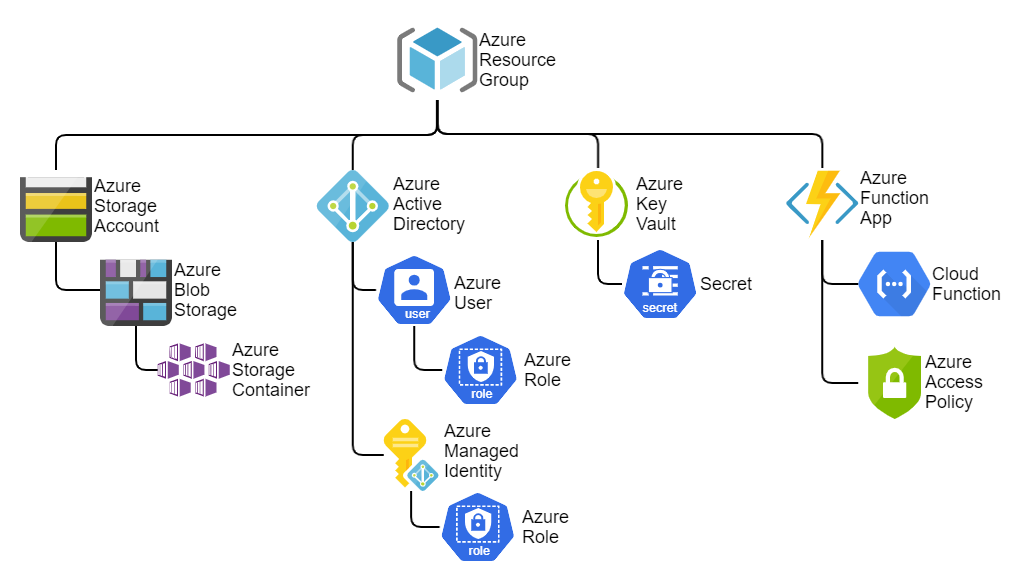 Azure
Resource
Group
Azure
Storage
Account
Azure
Blob
Storage
Azure
Storage
Container
Azure
Active
Directory
user
Azure
User
role
Azure
Role
Azure
Managed
Identity
role
Azure
Role
Azure
Key
Vault
secret
Secret
Azure
Function
App
Cloud
Function
Azure
Access
Policy